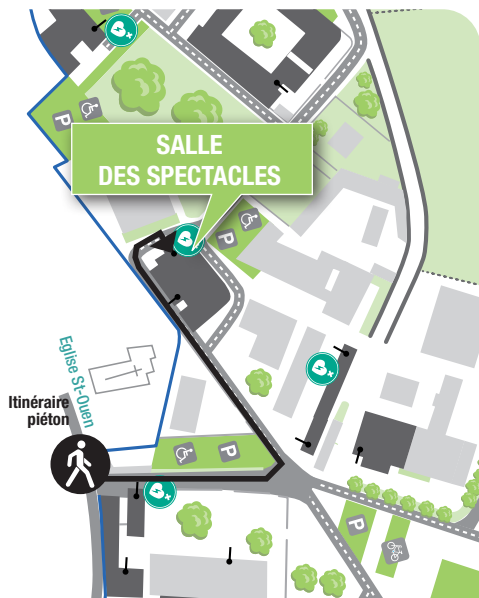 P
SALLE
DES SPECTACLES
P
Eglise St-Ouen
Itinéraire
piéton
P
P